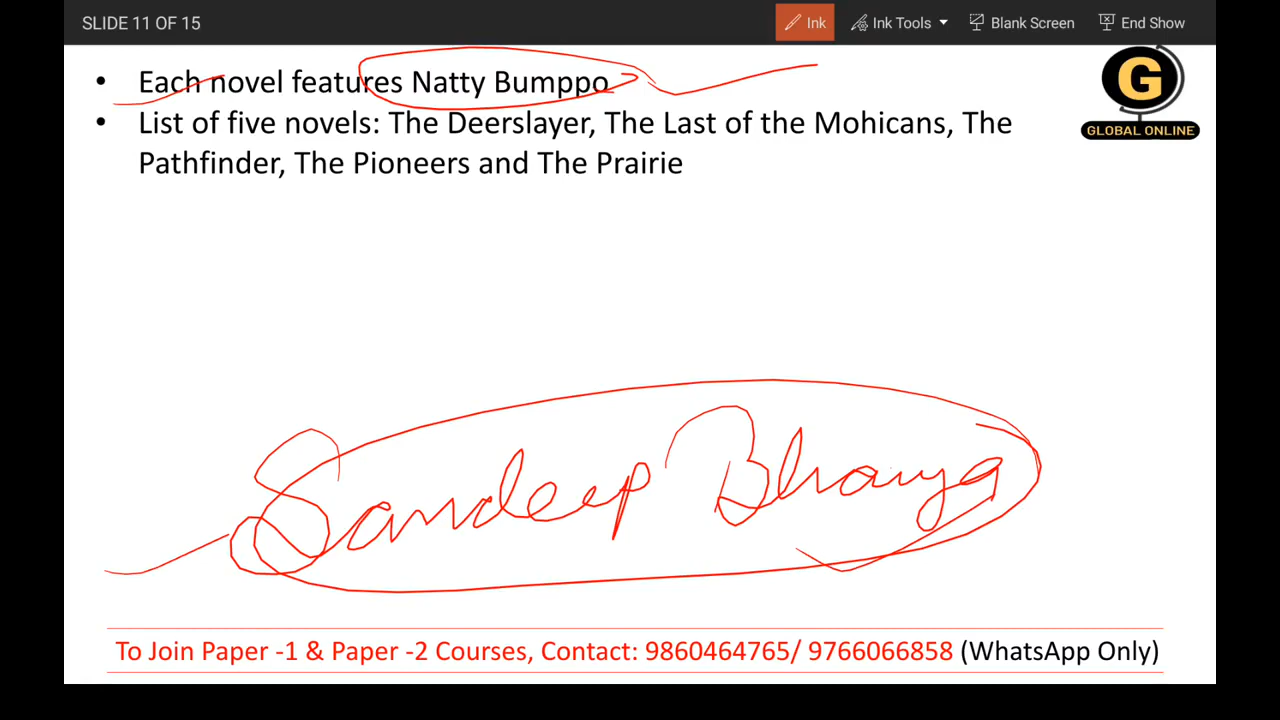 SLIDE 11 OF 15
Ink
Ink Tools
Blank Screen
End Show
• Each novel features Natty Bumppo
• List of five novels: The Deerslayer, The Last of the Mohicans, The
Pathfinder, The Pioneers and The Prairie
G
GLOBAL ONLINE
Sandeep Bhaiya
To Join Paper -1 & Paper -2 Courses, Contact: 9860464765/ 9766066858 (WhatsApp Only)